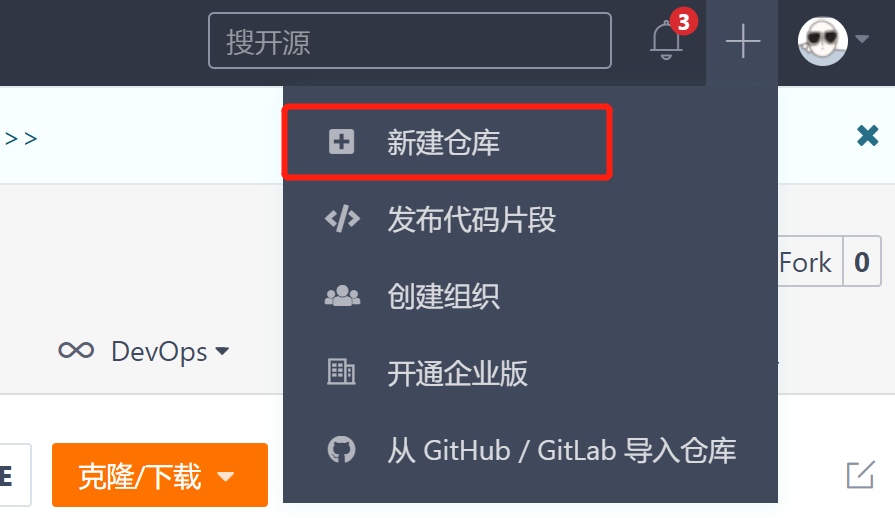 搜开源
3
>>
新建仓库
发布代码片段
Fork 0
创建组织
DevOps
开通企业版
E
克隆/下载
从 GitHub / GitLab 导入仓库